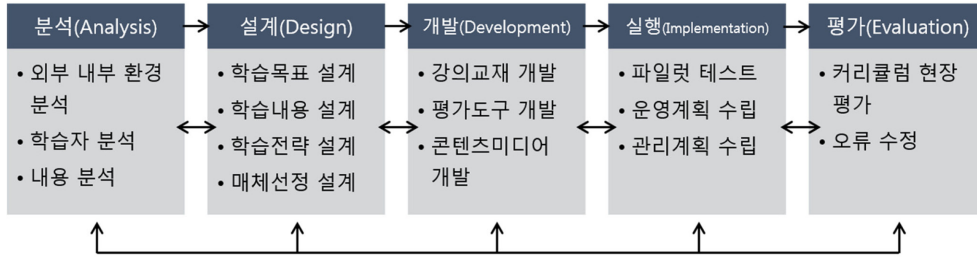 분석(Analysis)
• 외부 내부 환경
분석
• 학습자 분석
• 내용 분석
설계(Design)
• 학습목표 설계
• 학습내용 설계
• 학습전략 설계
• 매체선정 설계
개발(Development)
• 강의교재 개발
• 평가도구 개발
• 콘텐츠미디어
개발
실행(Implementation)
• 파일럿 테스트
• 운영계획 수립
• 관리계획 수립
평가(Evaluation)
• 커리큘럼 현장
평가
• 오류 수정